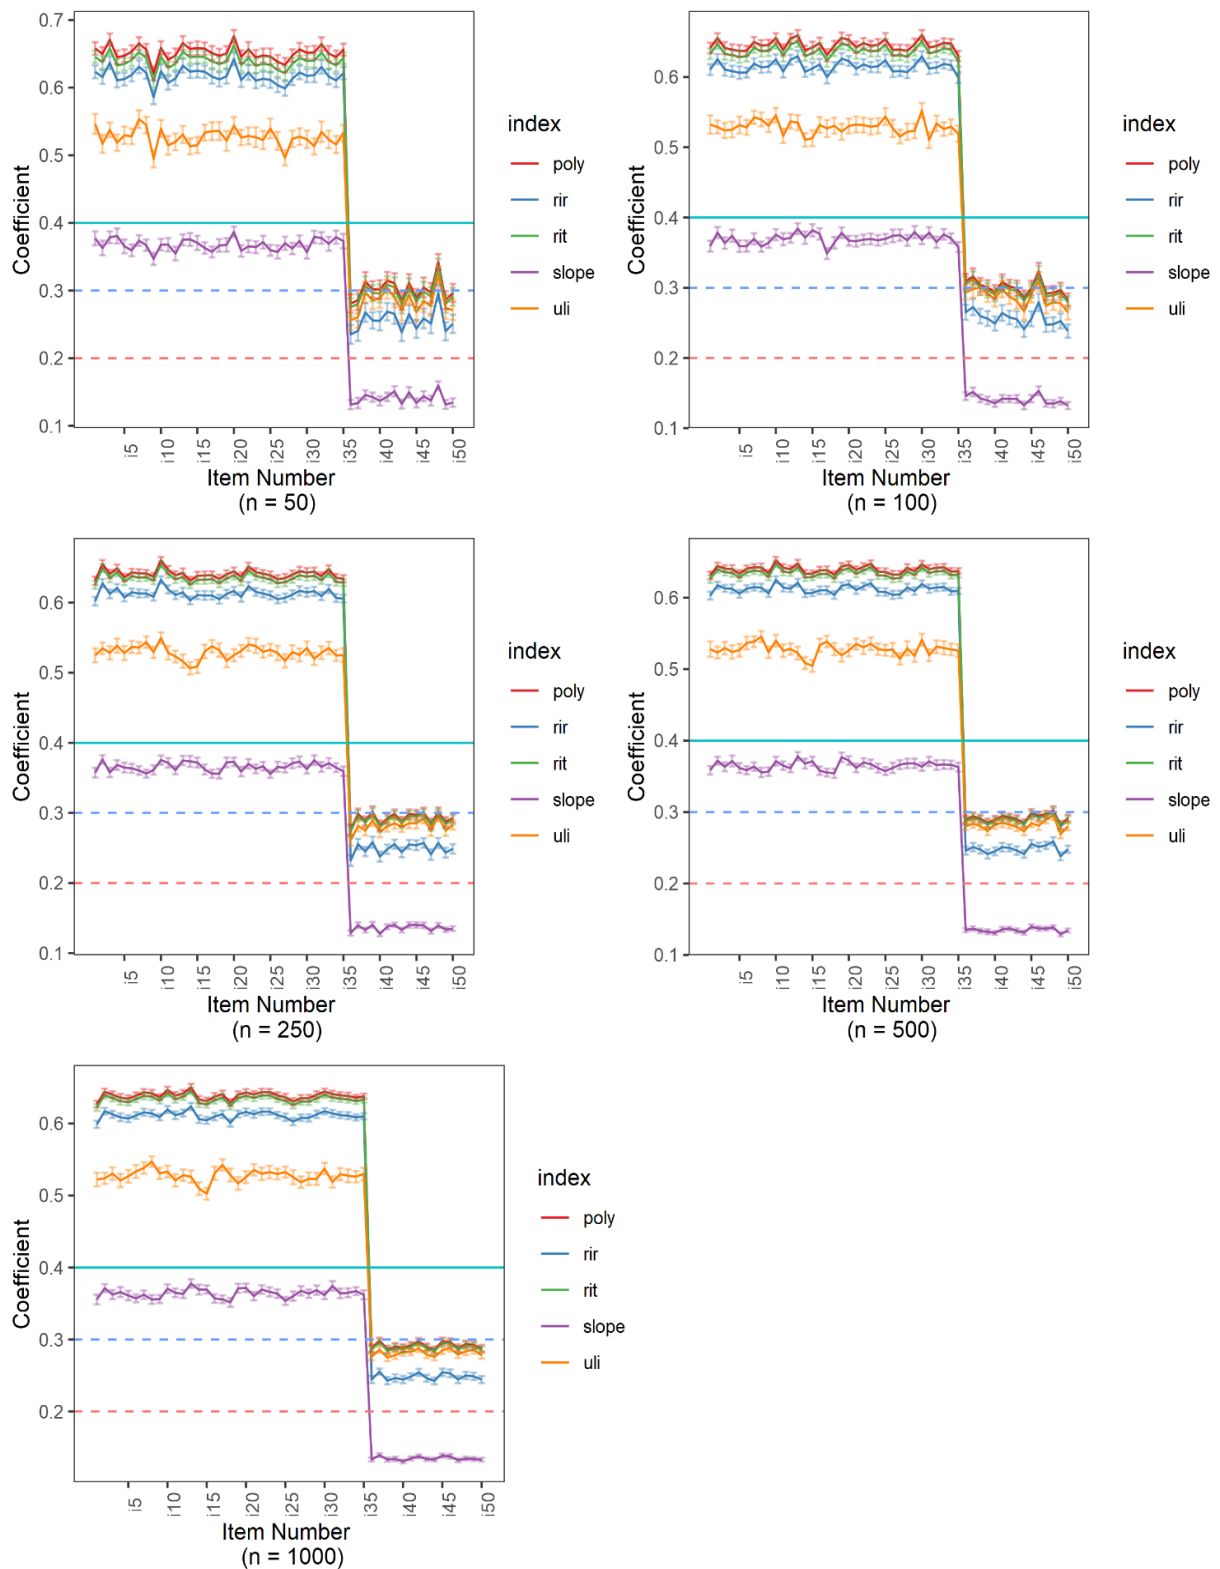 0.7
0.6
0.5
0.4
0.3
0.2
0.1
Coefficient
i5
i10
i15
i20
i25
i30
i35
i40
i45
i50
Item Number
(n = 50)
index
poly
rir
rit
slope
uli
0.6
0.5
0.4
0.3
0.2
0.1
Coefficient
i5
i10
i15
i20
i25
i30
i35
i40
i45
i50
Item Number
(n = 100)
index
poly
rir
rit
slope
uli
0.6
0.5
0.4
0.3
0.2
0.1
Coefficient
i5
i10
i15
i20
i25
i30
i35
i40
i45
i50
Item Number
(n = 250)
index
poly
rir
rit
slope
uli
0.6
0.5
0.4
0.3
0.2
0.1
Coefficient
i5
i10
i15
i20
i25
i30
i35
i40
i45
i50
Item Number
(n = 500)
index
poly
rir
rit
slope
uli
0.6
0.5
0.4
0.3
0.2
Coefficient
i5
i10
i15
i20
i25
i30
i35
i40
i45
i50
Item Number
(n = 1000)
index
poly
rir
rit
slope
uli